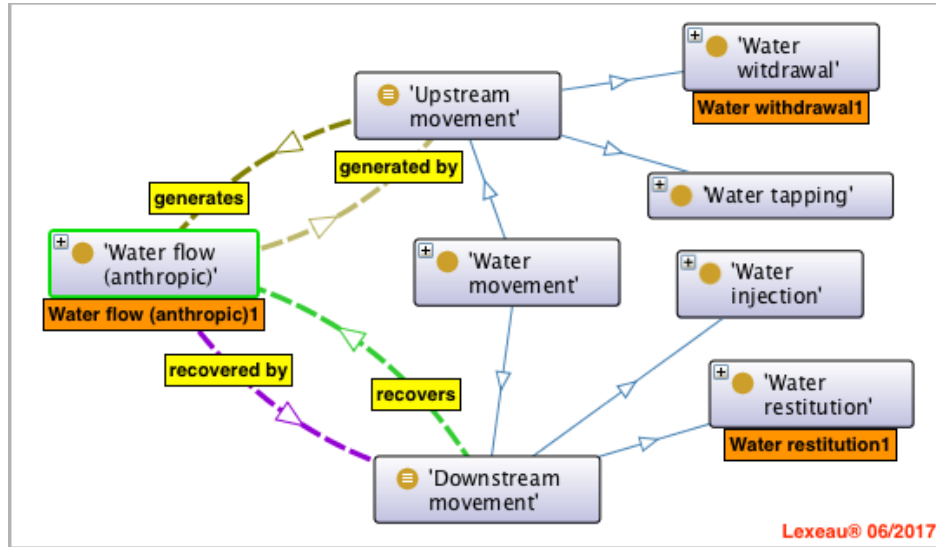 'Water
witdrawal'
Water withdrawal1
'Upstream
movement'
generated by
generates
'Water tapping'
'Water flow
(anthropic)'
Water flow (anthropic)1
'Water
movement'
'Water
injection'
recovered by
recovers
'Water
restitution'
Water restitution1
'Downstream
movement'
Lexeau® 06/2017